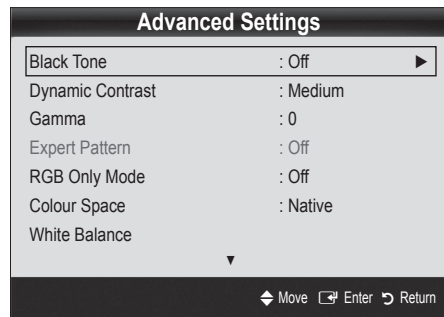 Advanced Settings
Black Tone : Off ►
Dynamic Contrast : Medium
Gamma : 0
Expert Pattern : Off
RGB Only Mode : Off
Colour Space : Native
White Balance
▼
Move Enter Return